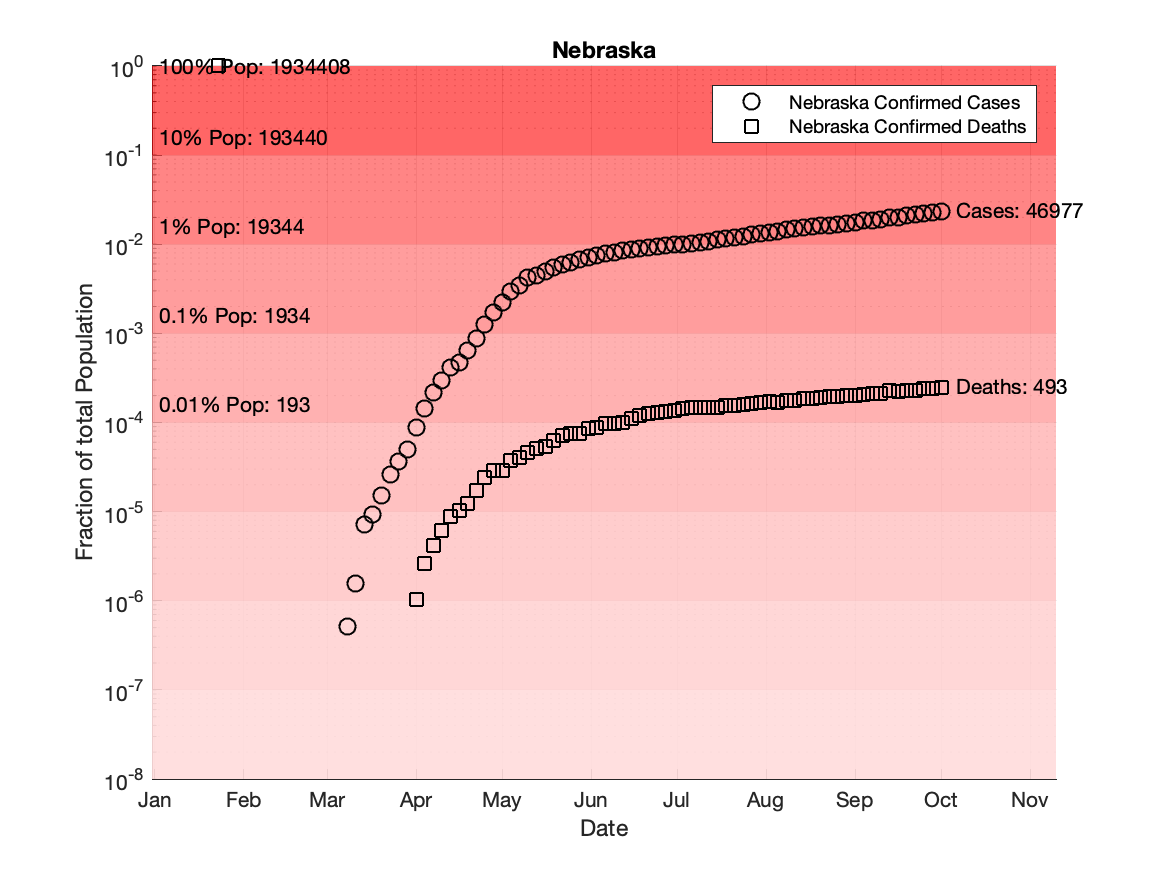 Nebraska
10^0
100% Pop: 1934408
Nebraska Confirmed Cases
Nebraska Confirmed Deaths
10% Pop: 193440
10^-1
Cases: 46977
1% Pop: 19344
10^-2
0.1% Pop: 1934
10^-3
Deaths: 493
0.01% Pop: 193
10^-4
10^-5
10^-6
10^-7
10^-8
Fraction of total Population
Jan Feb Mar Apr May Jun Jul Aug Sep Oct Nov
Date